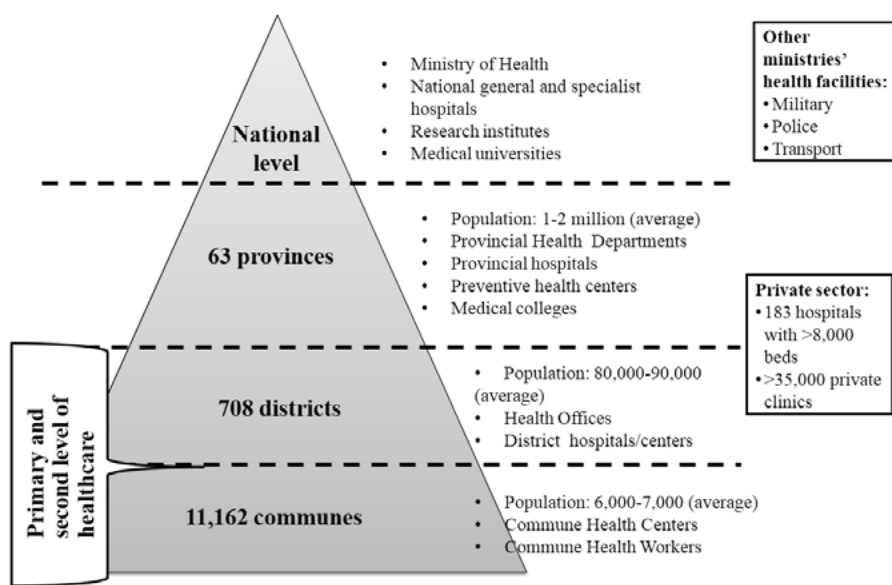 National
level
• Ministry of Health
• National general and specialist
hospitals
• Research institutes
• Medical universities
Other
ministries’
health facilities:
• Military
• Police
• Transport
63 provinces
• Population: 1-2 million (average)
• Provincial Health Departments
• Provincial hospitals
• Preventive health centers
• Medical colleges
Private sector:
• 183 hospitals
with >8,000
beds
• >35,000 private
clinics
Primary and
second level of
healthcare
708 districts
• Population: 80,000-90,000
(average)
• Health Offices
• District hospitals/centers
11,162 communes
• Population: 6,000-7,000 (average)
• Commune Health Centers
• Commune Health Workers